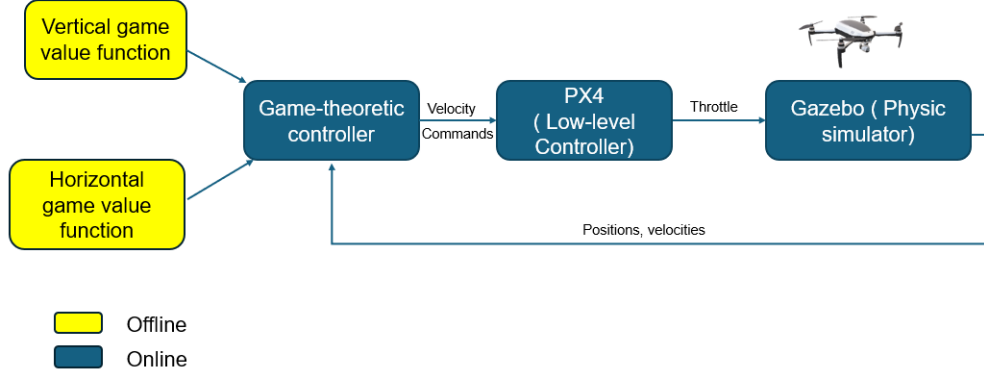 Vertical game
value function
Game-theoretic
controller
Velocity
Commands
PX4
( Low-level
Controller)
Throttle
Gazebo ( Physic
simulator)
Horizontal
game value
function
Positions, velocities
Offline
Online